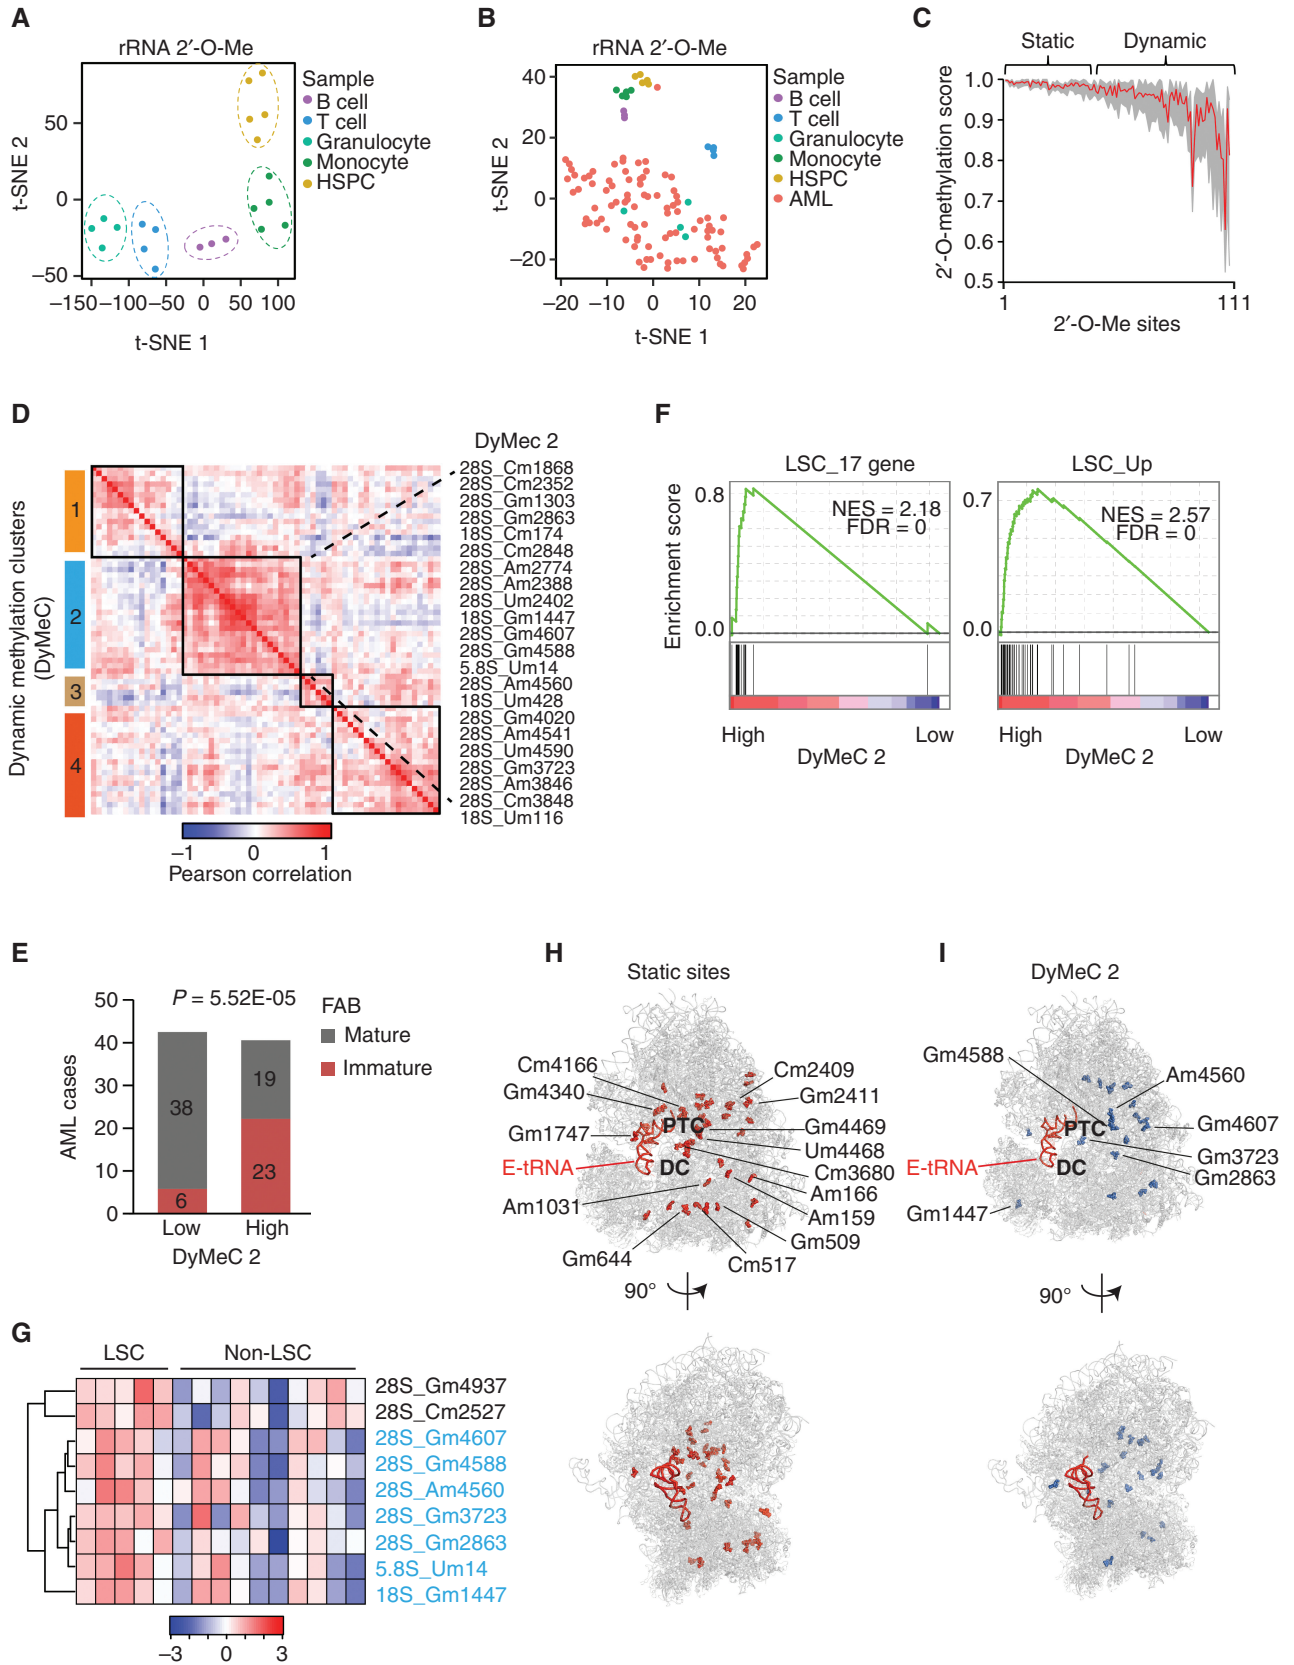 A
rRNA 2′-O-Me
t-SNE 2
50
0
−50
−150
−100
−50
0
50
100
t-SNE 1
Sample
B cell
T cell
Granulocyte
Monocyte
HSPC
B
rRNA 2′-O-Me
t-SNE 2
40
20
0
−20
−20
−10
0
10
20
t-SNE 1
Sample
B cell
T cell
Granulocyte
Monocyte
HSPC
AML
C
Static
Dynamic
2′-O-methylation score
1.0
0.9
0.8
0.7
0.6
0.5
1
111
2′-O-Me sites
D
Dynamic methylation clusters
(DyMeC)
1
2
3
4
−1
0
1
Pearson correlation
DyMec 2
28S_Cm1868
28S_Cm2352
28S_Gm1303
28S_Gm2863
18S_Cm174
28S_Cm2848
28S_Am2774
28S_Am2388
28S_Um2402
18S_Gm1447
28S_Gm4607
28S_Gm4588
5.8S_Um14
28S_Am4560
18S_Um428
28S_Gm4020
28S_Am4541
28S_Um4590
28S_Gm3723
28S_Am3846
28S_Cm3848
18S_Um116
F
LSC_17 gene
Enrichment score
0.8
0.0
NES = 2.18
FDR = 0
High
Low
DyMeC 2
LSC_Up
0.7
0.0
NES = 2.57
FDR = 0
High
Low
DyMeC 2
E
P = 5.52E-05
AML cases
50
40
30
20
10
0
38
6
19
23
Low
High
DyMeC 2
FAB
Mature
Immature
H
Static sites
Cm4166
Gm4340
Gm1747
E-tRNA
Am1031
Gm644
Cm517
Cm2409
Gm2411
Gm4469
Um4468
Cm3680
Am166
Am159
Gm509
PTC
DC
90°
I
DyMeC 2
Gm4588
Am4560
Gm4607
Gm3723
Gm2863
E-tRNA
Gm1447
PTC
DC
90°
G
LSC
Non-LSC
28S_Gm4937
28S_Cm2527
28S_Gm4607
28S_Gm4588
28S_Am4560
28S_Gm3723
28S_Gm2863
5.8S_Um14
18S_Gm1447
−3
0
3